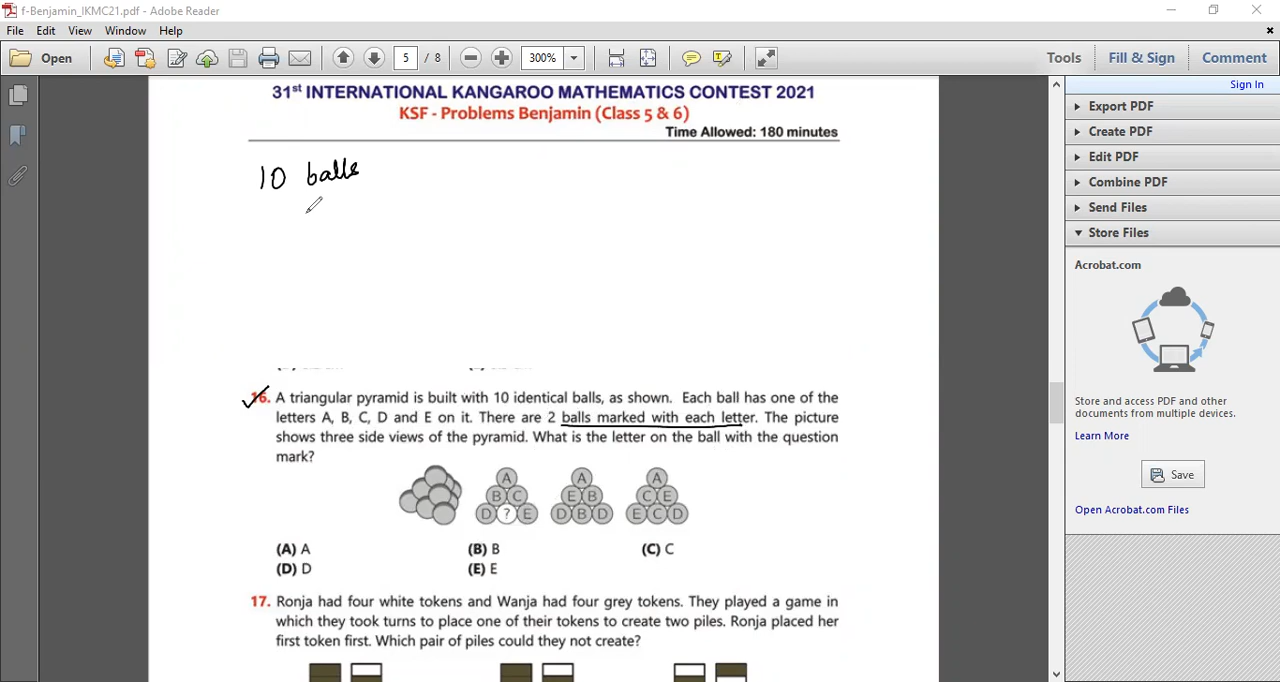 f-Benjamin_IKMC21.pdf - Adobe Reader
File Edit View Window Help
Open 5 / 8 300% Tools Fill & Sign Comment
Sign In
31st INTERNATIONAL KANGAROO MATHEMATICS CONTEST 2021
KSF - Problems Benjamin (Class 5 & 6)
Time Allowed: 180 minutes
10 balls
16. A triangular pyramid is built with 10 identical balls, as shown. Each ball has one of the
letters A, B, C, D and E on it. There are 2 balls marked with each letter. The picture
shows three side views of the pyramid. What is the letter on the ball with the question
mark?
A A A
B C E B C E
D ? E D B D E C D
(A) A (B) B (C) C
(D) D (E) E
17. Ronja had four white tokens and Wanja had four grey tokens. They played a game in
which they took turns to place one of their tokens to create two piles. Ronja placed her
first token first. Which pair of piles could they not create?
Export PDF
Create PDF
Edit PDF
Combine PDF
Send Files
Store Files
Acrobat.com
Store and access PDF and other
documents from multiple devices.
Learn More
Save
Open Acrobat.com Files